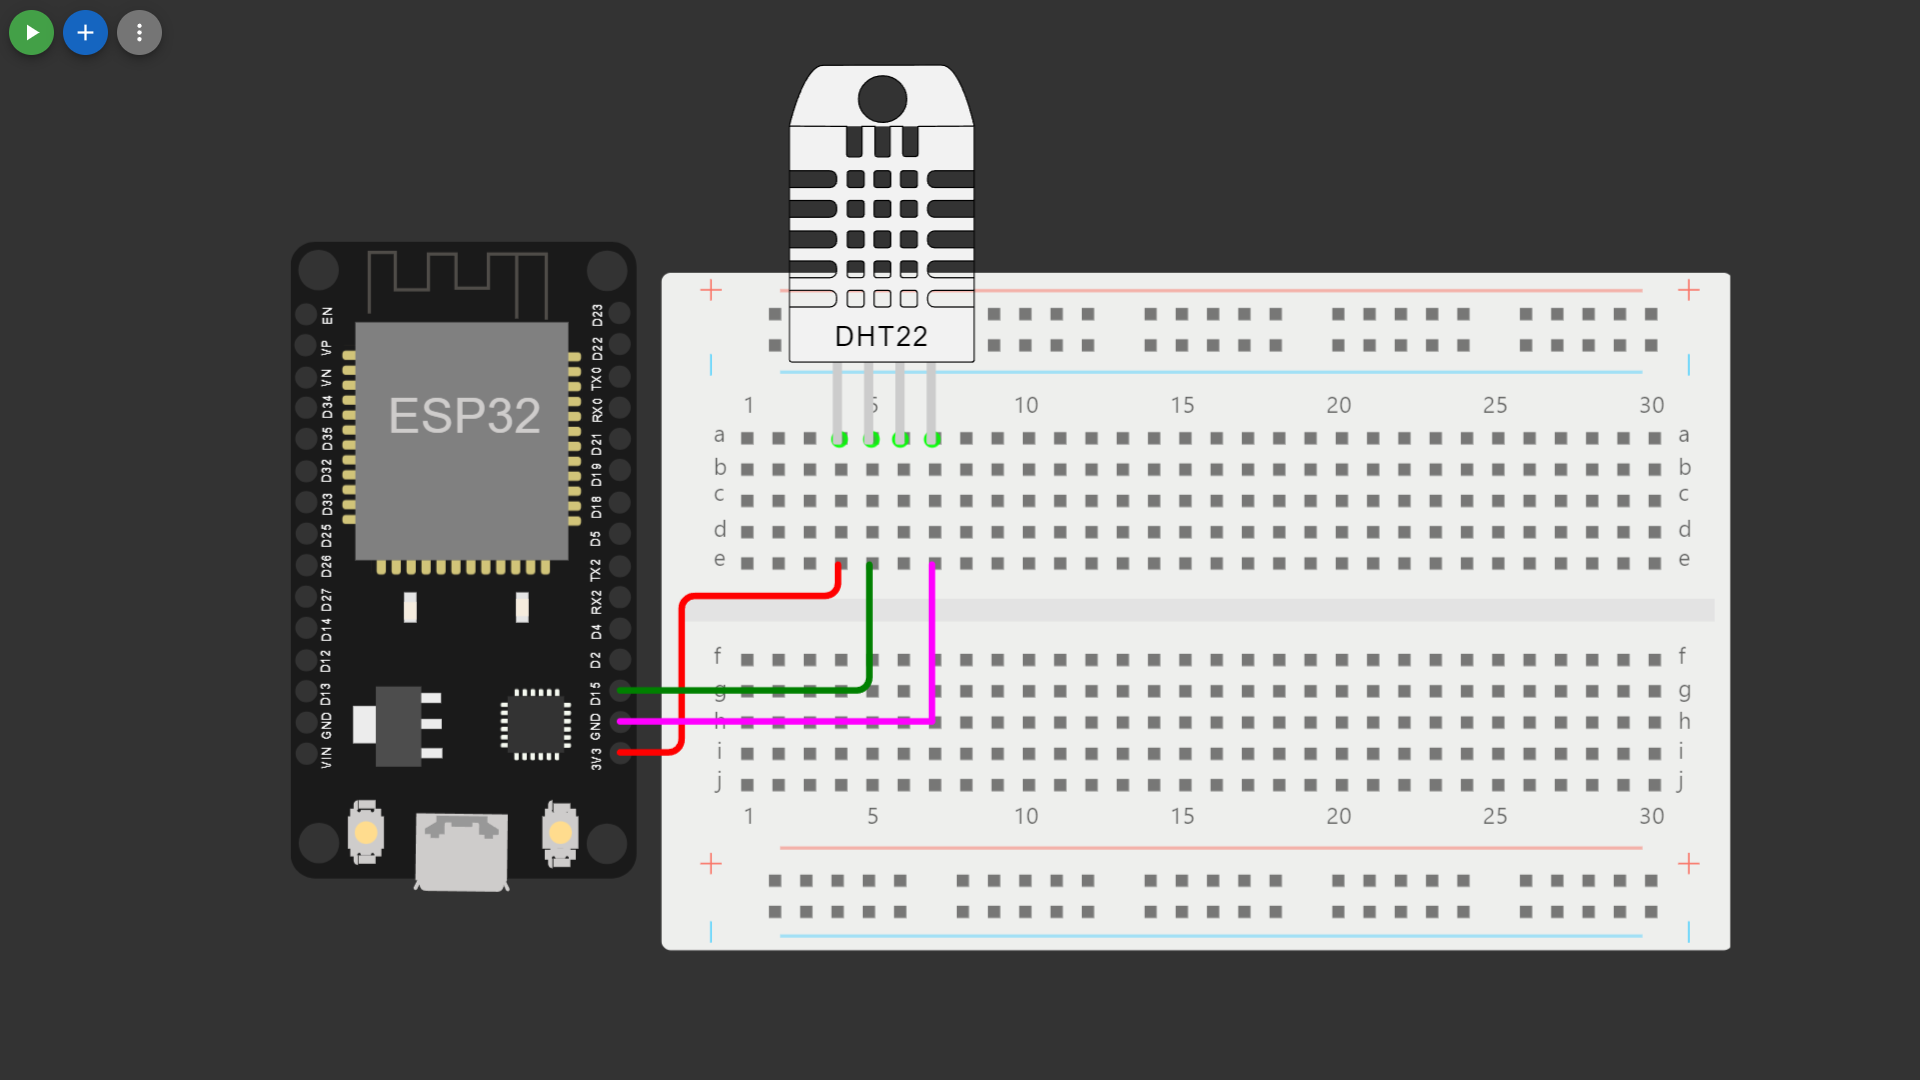 DHT22
ESP32
EN
VP
VN
D34
D35
D32
D33
D25
D26
D27
D14
D12
D13
GND
VIN
D23
D22
TX0
RX0
D21
D19
D18
D5
TX2
RX2
D4
D2
D15
GND
3V3
1 5 10 15 20 25 30
a a
b b
c c
d d
e e
f f
g g
h h
i i
j j
1 5 10 15 20 25 30